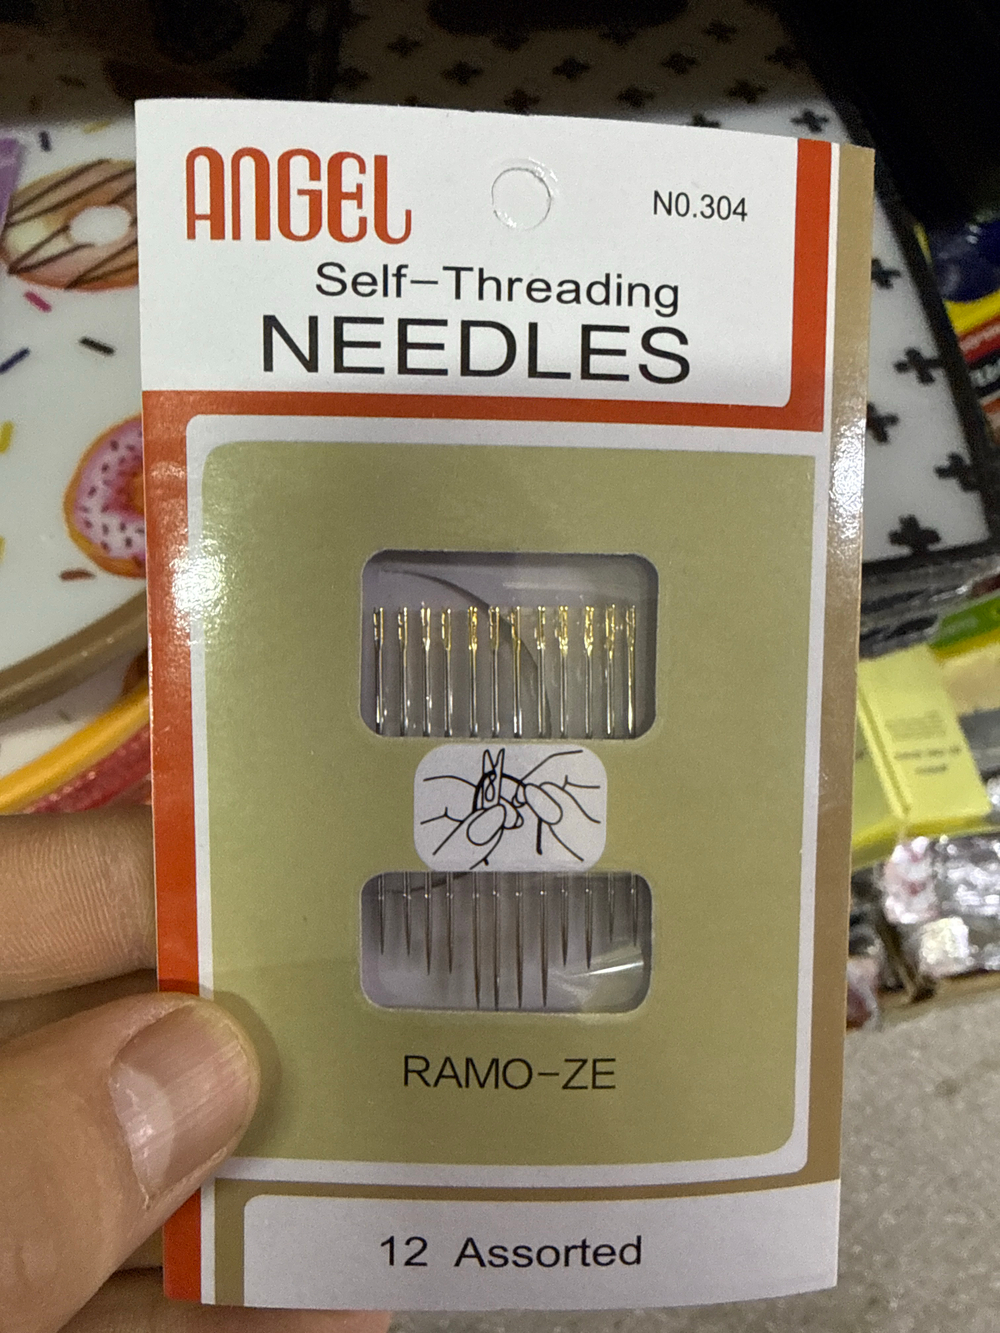 ANGEL
N0.304
Self-Threading
NEEDLES
RAMO-ZE
12 Assorted